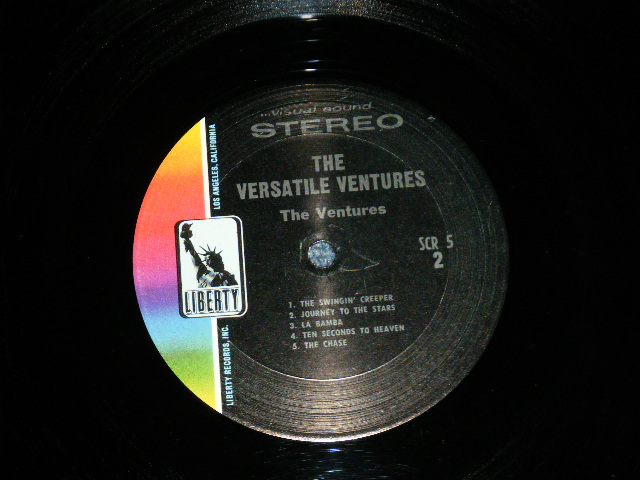 ...visual sound
STEREO
THE
VERSATILE VENTURES
The Ventures
SCR 5
2
1. THE SWINGIN' CREEPER
2. JOURNEY TO THE STARS
3. LA BAMBA
4. TEN SECONDS TO HEAVEN
5. THE CHASE
LIBERTY
LIBERTY RECORDS, INC.
LOS ANGELES, CALIFORNIA